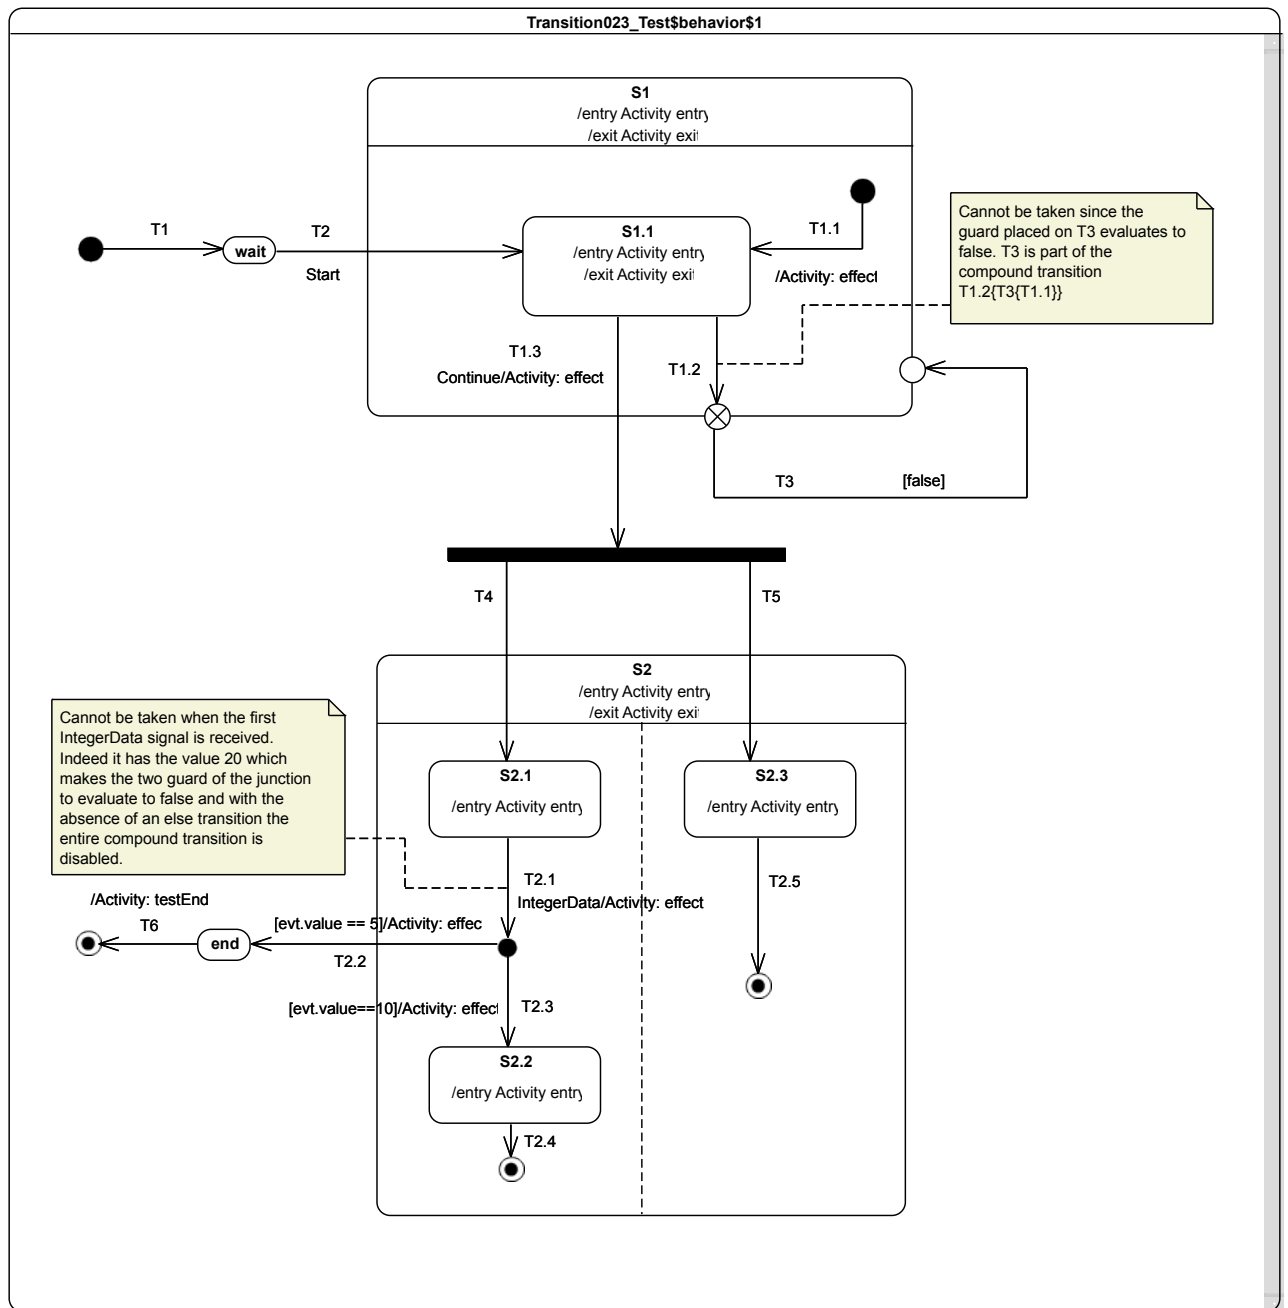 Transition023_Test$behavior$1
S1
/entry Activity entry
/exit Activity exit
T1
wait
T2
Start
S1.1
/entry Activity entry
/exit Activity exit
T1.1
/Activity: effect
Cannot be taken since the
guard placed on T3 evaluates to
false. T3 is part of the
compound transition
T1.2{T3{T1.1}}
T1.3
Continue/Activity: effect
T1.2
T3
[false]
T4
T5
S2
/entry Activity entry
/exit Activity exit
Cannot be taken when the first
IntegerData signal is received.
Indeed it has the value 20 which
makes the two guard of the junction
to evaluate to false and with the
absence of an else transition the
entire compound transition is
disabled.
S2.1
/entry Activity entry
S2.3
/entry Activity entry
T2.1
IntegerData/Activity: effect
T2.5
/Activity: testEnd
T6
end
[evt.value == 5]/Activity: effec
T2.2
[evt.value==10]/Activity: effect
T2.3
S2.2
/entry Activity entry
T2.4